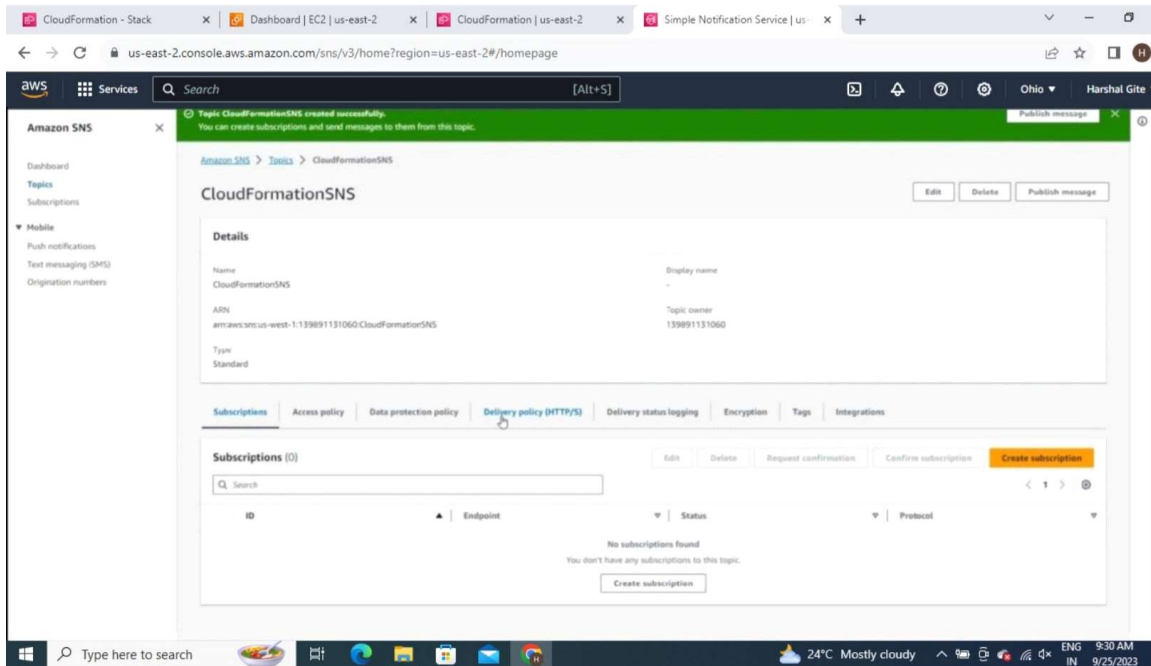 CloudFormation - Stack
Dashboard | EC2 | us-east-2
CloudFormation | us-east-2
Simple Notification Service | us-
us-east-2.console.aws.amazon.com/sns/v3/home?region=us-east-2#/homepage
H
aws Services Search [Alt+S] Ohio Harshal Gite
Amazon SNS
Dashboard
Topics
Subscriptions
Mobile
Push notifications
Text messaging (SMS)
Origination numbers
Topic CloudFormationSNS created successfully.
You can create subscriptions and send messages to them from this topic.
Publish message
Amazon SNS > Topics > CloudFormationSNS
CloudFormationSNS
Edit Delete Publish message
Details
Name
CloudFormationSNS
Display name
-
ARN
arn:aws:sns:us-west-1:139891131060:CloudFormationSNS
Topic owner
139891131060
Type
Standard
Subscriptions Access policy Data protection policy Delivery policy (HTTP/S) Delivery status logging Encryption Tags Integrations
Subscriptions (0)
Edit Delete Request confirmation Confirm subscription Create subscription
Search
1
ID Endpoint Status Protocol
No subscriptions found
You don't have any subscriptions to this topic.
Create subscription
Type here to search
24°C Mostly cloudy
ENG
IN
9:30 AM
9/25/2023